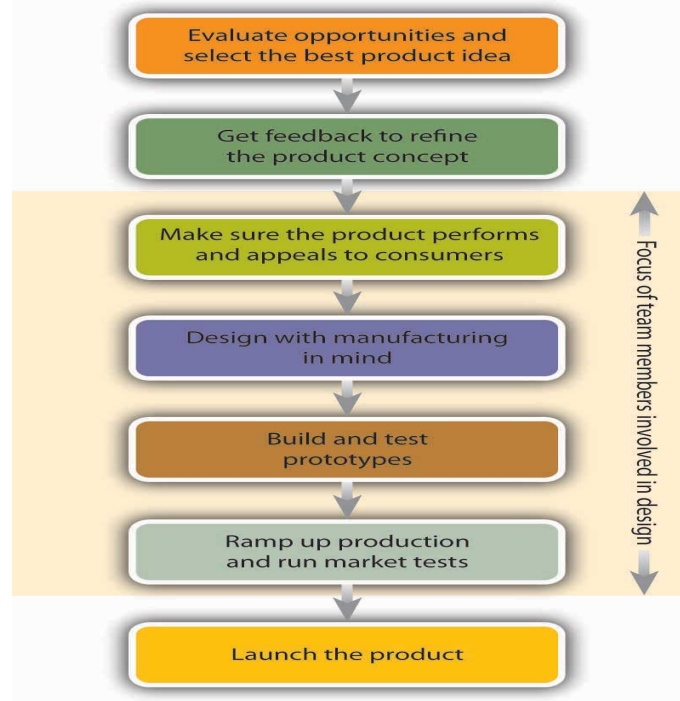 Evaluate opportunities and
select the best product idea
Get feedback to refine
the product concept
Make sure the product performs
and appeals to consumers
Design with manufacturing
in mind
Build and test
prototypes
Ramp up production
and run market tests
Launch the product
Focus of team members involved in design